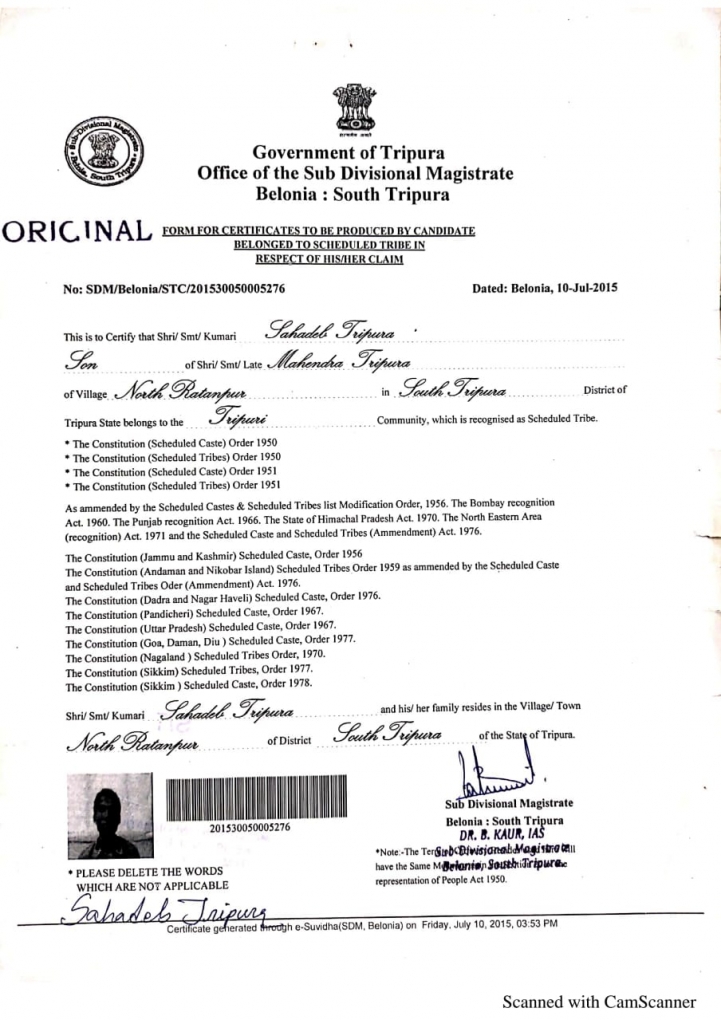 Sub-Divisional Magistrate
Belonia, South Tripura
Government of Tripura
Office of the Sub Divisional Magistrate
Belonia : South Tripura
ORIGINAL
FORM FOR CERTIFICATES TO BE PRODUCED BY CANDIDATE
BELONGED TO SCHEDULED TRIBE IN
RESPECT OF HIS/HER CLAIM
No: SDM/Belonia/STC/201530050005276 Dated: Belonia, 10-Jul-2015
This is to Certify that Shri/ Smt/ Kumari Sahadeb Tripura
Son of Shri/ Smt/ Late Mahendra Tripura
of Village North Ratanpur in South Tripura District of
Tripura State belongs to the Tripuri Community, which is recognised as Scheduled Tribe.
* The Constitution (Scheduled Caste) Order 1950
* The Constitution (Scheduled Tribes) Order 1950
* The Constitution (Scheduled Caste) Order 1951
* The Constitution (Scheduled Tribes) Order 1951
As ammended by the Scheduled Castes & Scheduled Tribes list Modification Order, 1956. The Bombay recognition
Act. 1960. The Punjab recognition Act. 1966. The State of Himachal Pradesh Act. 1970. The North Eastern Area
(recognition) Act. 1971 and the Scheduled Caste and Scheduled Tribes (Ammendment) Act. 1976.
The Constitution (Jammu and Kashmir) Scheduled Caste, Order 1956
The Constitution (Andaman and Nikobar Island) Scheduled Tribes Order 1959 as ammended by the Scheduled Caste
and Scheduled Tribes Oder (Ammendment) Act. 1976.
The Constitution (Dadra and Nagar Haveli) Scheduled Caste, Order 1976.
The Constitution (Pandicheri) Scheduled Caste, Order 1967.
The Constitution (Uttar Pradesh) Scheduled Caste, Order 1967.
The Constitution (Goa, Daman, Diu ) Scheduled Caste, Order 1977.
The Constitution (Nagaland ) Scheduled Tribes Order, 1970.
The Constitution (Sikkim) Scheduled Tribes, Order 1977.
The Constitution (Sikkim ) Scheduled Caste, Order 1978.
Shri/ Smt/ Kumari Sahadeb Tripura and his/ her family resides in the Village/ Town
North Ratanpur of District South Tripura of the State of Tripura.
Sub Divisional Magistrate
Belonia : South Tripura
DR. B. KAUR, IAS
Sub Divisional Magistrate
Belonia, South Tripura
201530050005276
*Note:-The
have the Same
representation of People Act 1950.
* PLEASE DELETE THE WORDS
WHICH ARE NOT APPLICABLE
Sahadeb Tripura
Certificate generated through e-Suvidha(SDM, Belonia) on Friday, July 10, 2015, 03:53 PM
Scanned with CamScanner